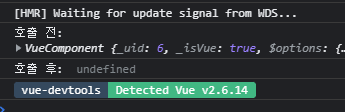 [HMR] Waiting for update signal from WDS...
호출 전:
▶ VueComponent {_uid: 6, _isVue: true, $options: {…
호출 후: undefined
vue-devtools Detected Vue v2.6.14